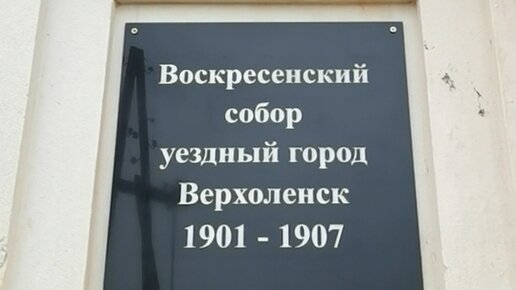 Воскресенский
собор
уездный город
Верхоленск
1901 - 1907